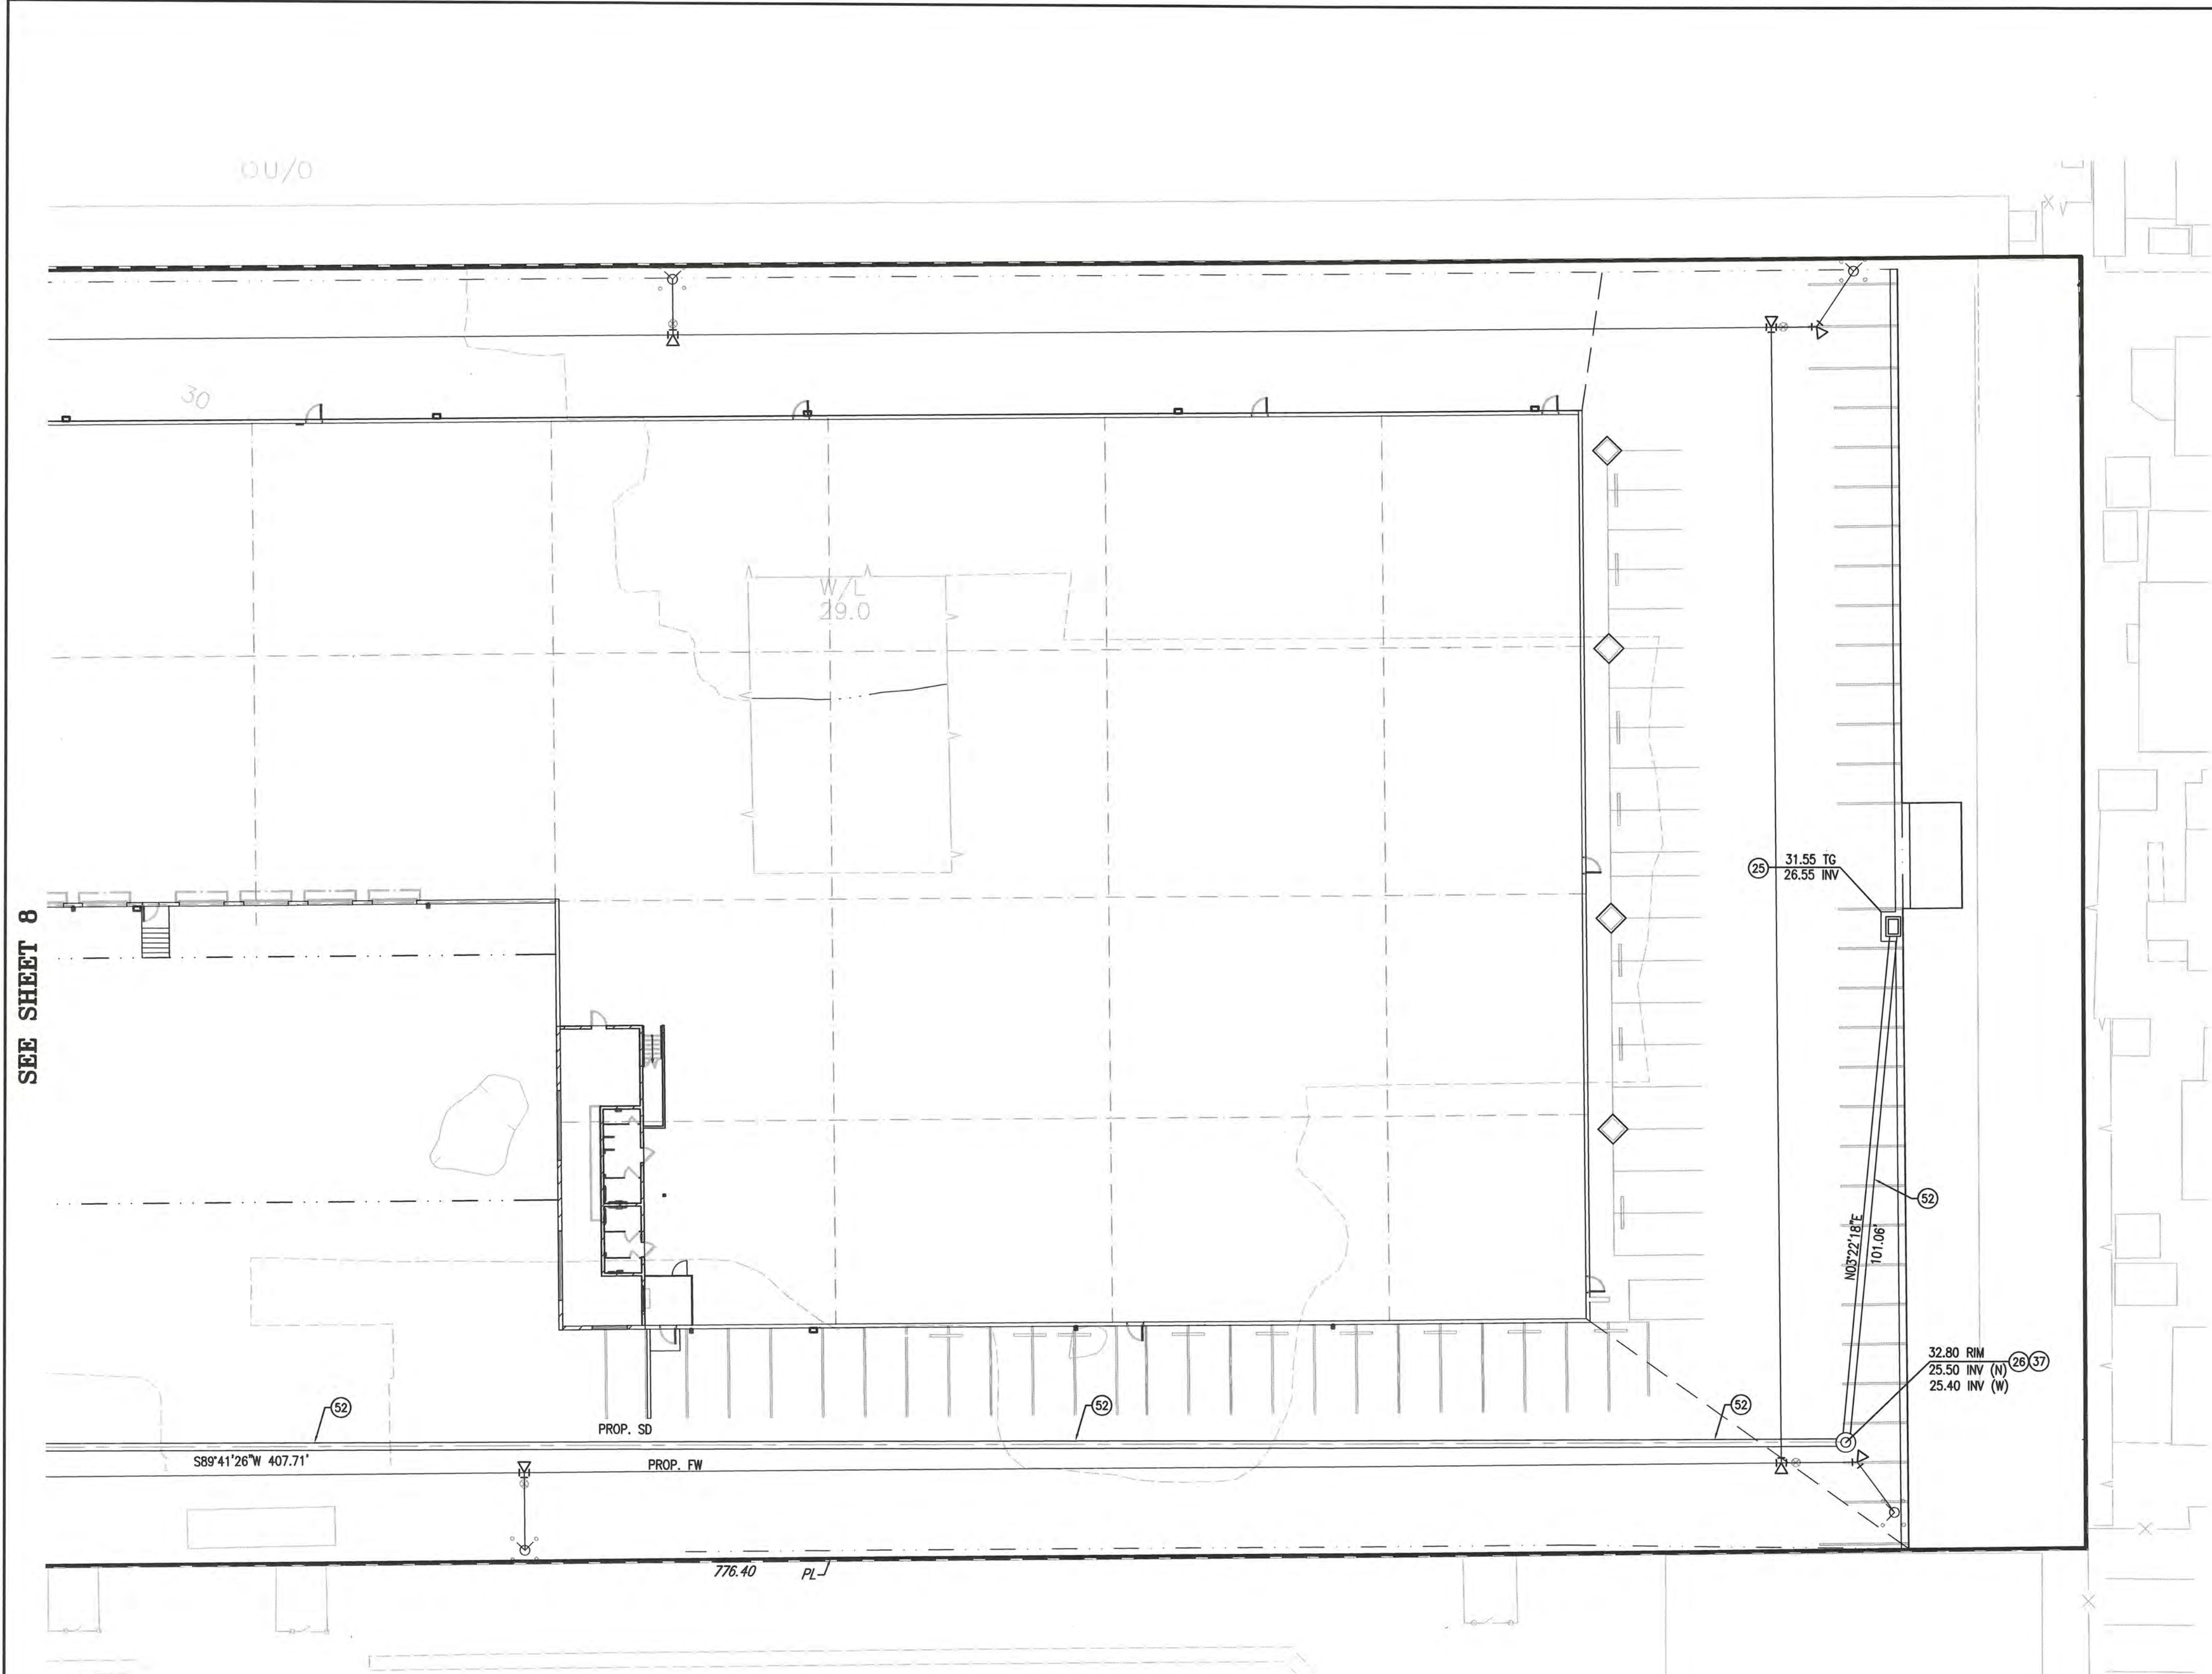 OU/O
30
W/L
29.0
SEE SHEET 8
25
31.55 TG
26.55 INV
52
N03°22'18"E
101.06'
32.80 RIM
25.50 INV (N)
25.40 INV (W)
26 37
52
52
52
PROP. SD
S89°41'26"W 407.71'
PROP. FW
776.40
PL